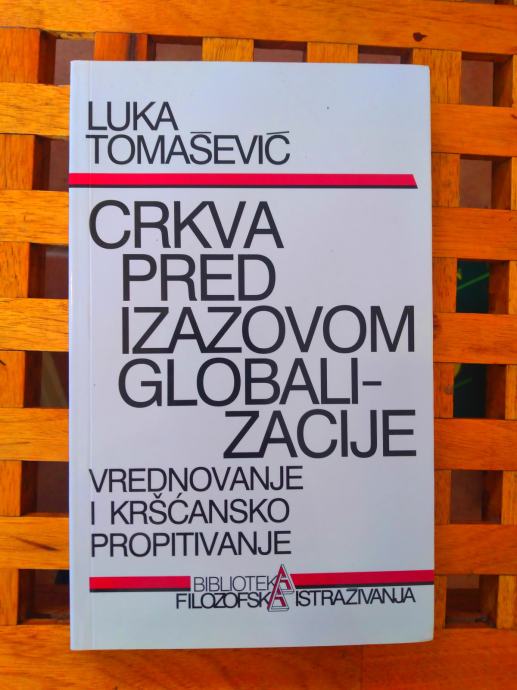 LUKA
TOMAŠEVIĆ
CRKVA
PRED
IZAZOVOM
GLOBALI-
ZACIJE
VREDNOVANJE
I KRŠĆANSKO
PROPITIVANJE
BIBLIOTEKA
FILOZOFSKA ISTRAŽIVANJA